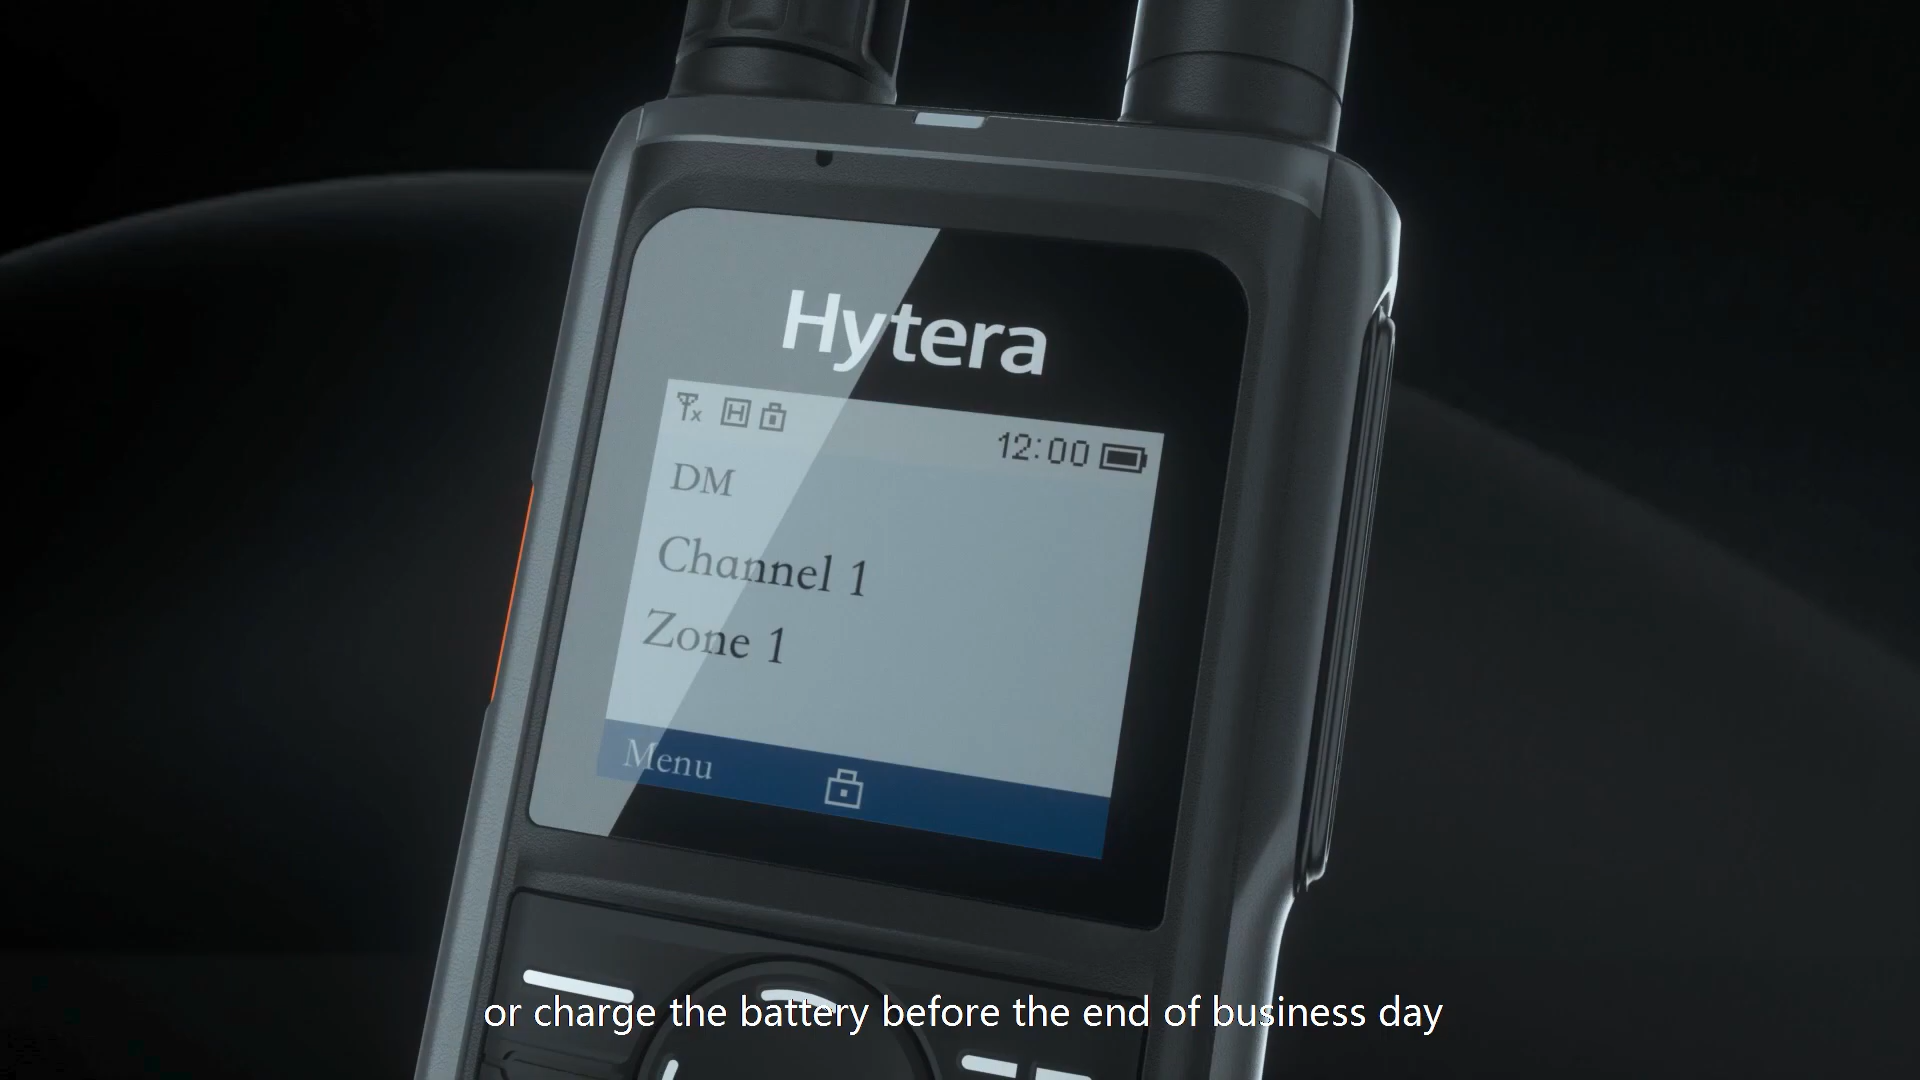 Hytera
12:00
DM
Channel 1
Zone 1
Menu
or charge the battery before the end of business day